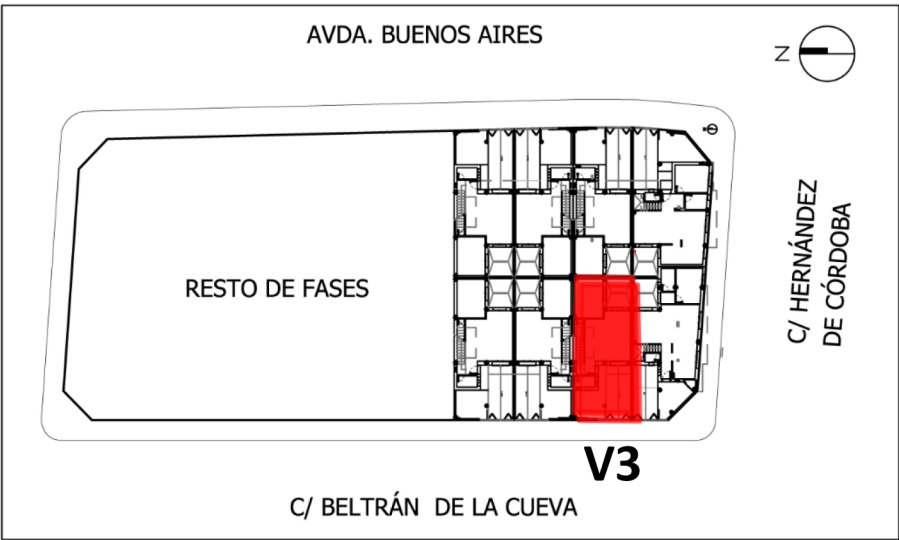 AVDA. BUENOS AIRES
N
RESTO DE FASES
C/ HERNÁNDEZ
DE CÓRDOBA
V3
C/ BELTRÁN DE LA CUEVA